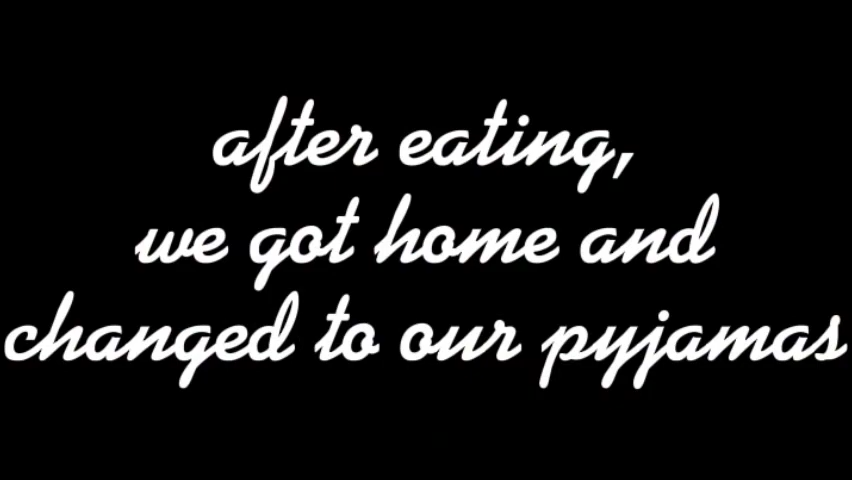 after eating,
we got home and
changed to our pyjamas